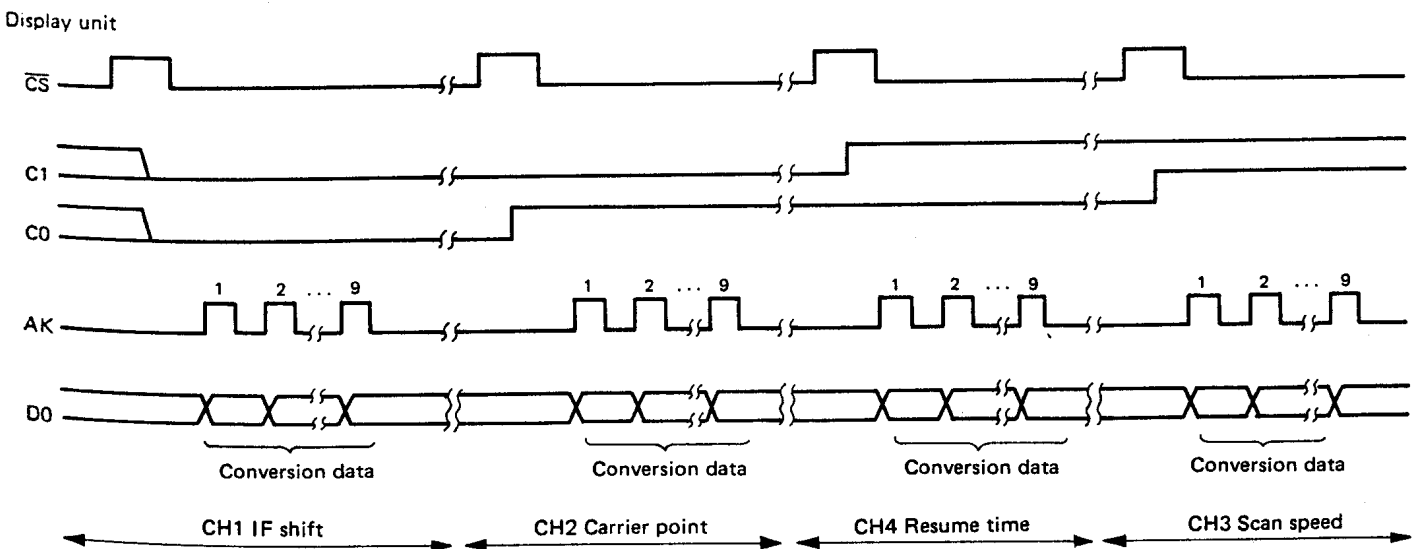 Display unit
CS
C1
C0
1 2 ... 9 1 2 ... 9 1 2 ... 9 1 2 ... 9
AK
D0
Conversion data Conversion data Conversion data Conversion data
CH1 IF shift CH2 Carrier point CH4 Resume time CH3 Scan speed